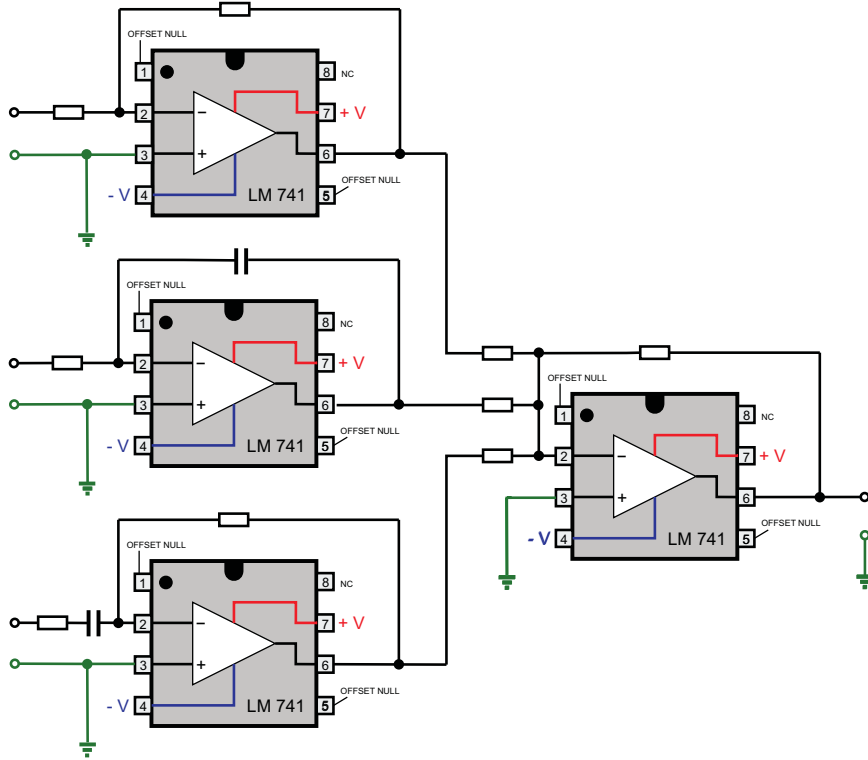 OFFSET NULL
1
8
NC
2
−
7
+ V
3
+
6
- V
4
LM 741
5
OFFSET NULL
OFFSET NULL
1
8
NC
2
−
7
+ V
3
+
6
- V
4
LM 741
5
OFFSET NULL
OFFSET NULL
1
8
NC
2
−
7
+ V
3
+
6
- V
4
LM 741
5
OFFSET NULL
OFFSET NULL
1
8
NC
2
−
7
+ V
3
+
6
- V
4
LM 741
5
OFFSET NULL